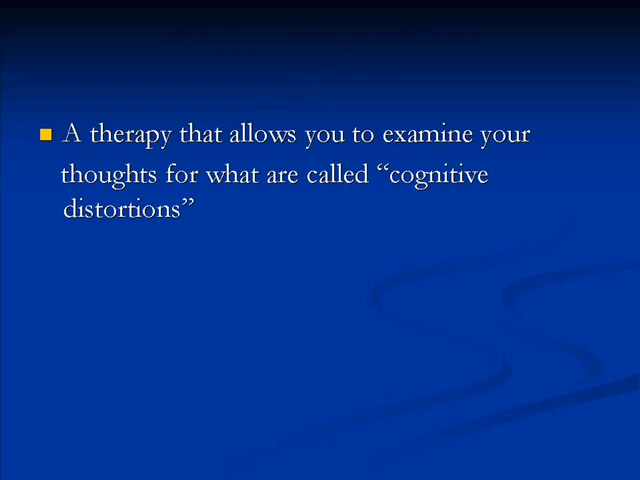 A therapy that allows you to examine your
thoughts for what are called “cognitive
distortions”